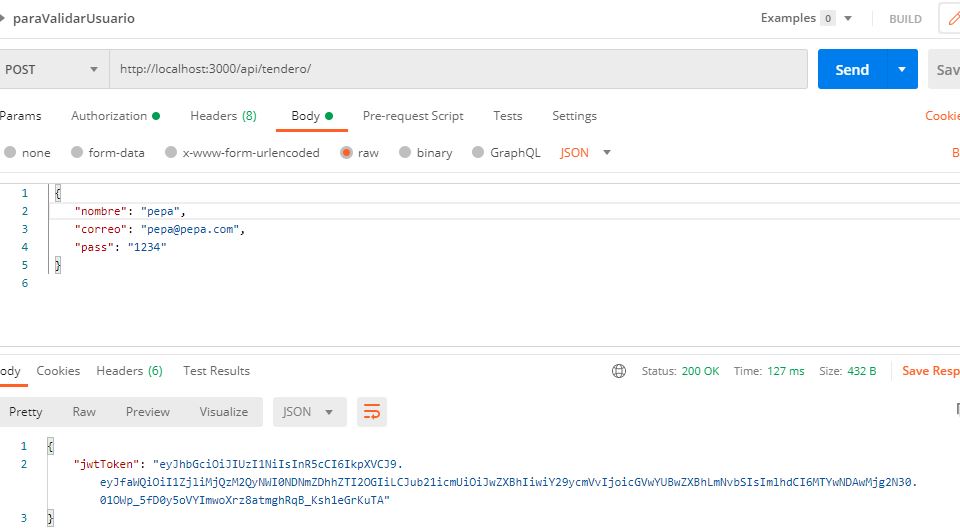 paraValidarUsuario Examples 0 BUILD
POST http://localhost:3000/api/tendero/ Send Sav
Params Authorization Headers (8) Body Pre-request Script Tests Settings Cookie
none form-data x-www-form-urlencoded raw binary GraphQL JSON B
1 {
2 "nombre": "pepa",
3 "correo": "pepa@pepa.com",
4 "pass": "1234"
5 }
6
ody Cookies Headers (6) Test Results Status: 200 OK Time: 127 ms Size: 432 B Save Resp
Pretty Raw Preview Visualize JSON
1 {
2 "jwtToken": "eyJhbGciOiJIUzI1NiIsInR5cCI6IkpXVCJ9.
3 }